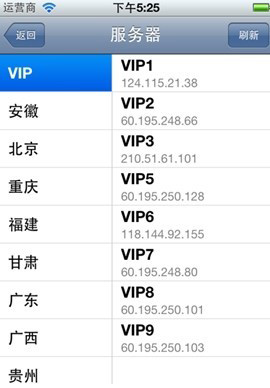 运营商 下午5:25
返回 服务器 刷新
VIP
安徽
北京
重庆
福建
甘肃
广东
广西
贵州
VIP1
124.115.21.38
VIP2
60.195.248.66
VIP3
210.51.61.101
VIP5
60.195.250.128
VIP6
118.144.92.155
VIP7
60.195.248.80
VIP8
60.195.250.101
VIP9
60.195.250.103